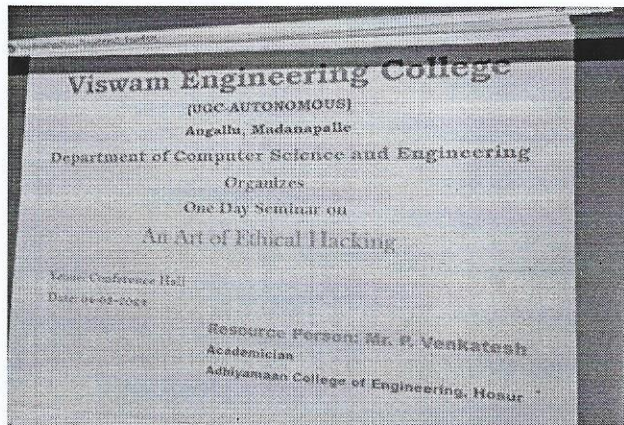 Viswam Engineering College
(UGC-AUTONOMOUS)
Angallu, Madanapalle
Department of Computer Science and Engineering
Organizes
One Day Seminar on
An Art of Ethical Hacking
Venue: Conference Hall
Date:
Resource Person: Mr. P. Venkatesh
Academician
Adhiyamaan College of Engineering, Hosur